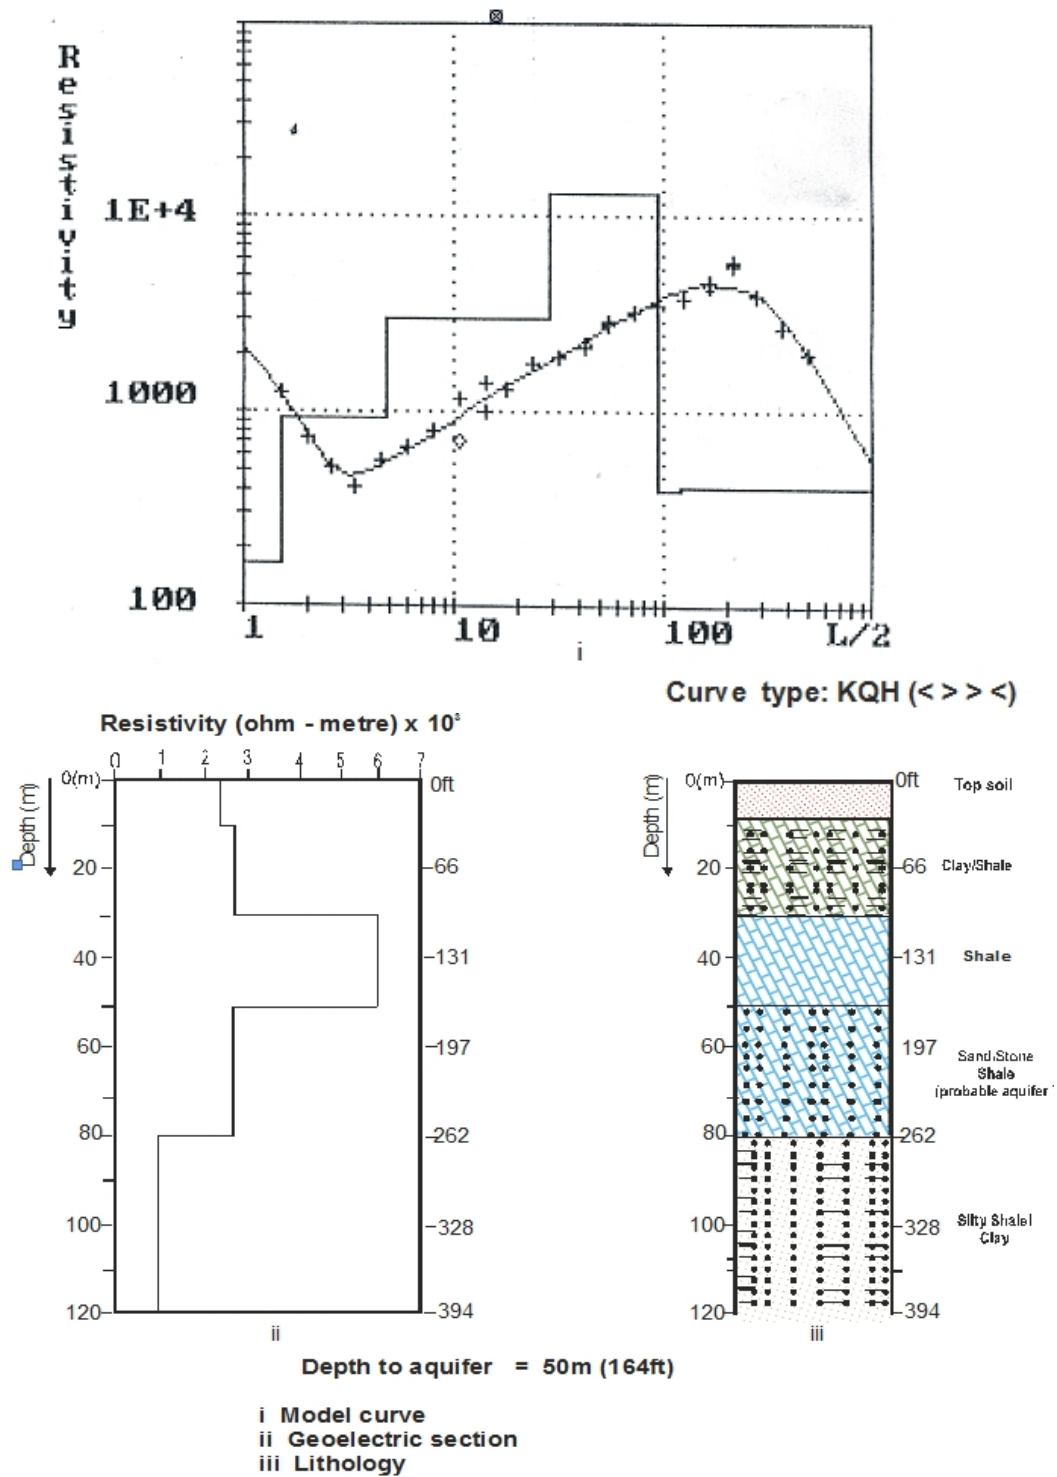 Resistivity
1E+4
1000
100
1 10 100 L/2
i
Curve type: KQH (< > > <)
Resistivity (ohm - metre) x 10³
0 1 2 3 4 5 6 7
Depth (m)
0(m)
20
40
60
80
100
120
0ft
66
131
197
262
328
394
ii
Depth (m)
0(m)
20
40
60
80
100
120
0ft
66
131
197
262
328
394
Top soil
Clay/Shale
Shale
Sand/Stone
Shale
(probable aquifer
Silty Shale/
Clay
iii
Depth to aquifer = 50m (164ft)
i Model curve
ii Geoelectric section
iii Lithology